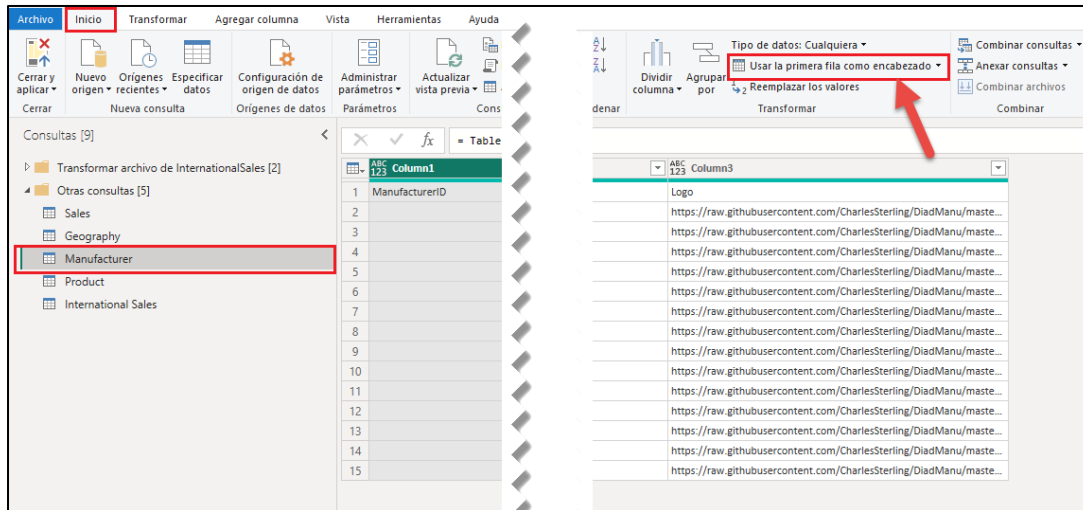 Archivo Inicio Transformar Agregar columna Vista Herramientas Ayuda
Cerrar y aplicar
Nuevo origen
Orígenes recientes
Especificar datos
Configuración de origen de datos
Administrar parámetros
Actualizar vista previa
Cerrar Nueva consulta Orígenes de datos Parámetros Cons
Dividir columna
Agrupar por
Tipo de datos: Cualquiera
Usar la primera fila como encabezado
1 2 Reemplazar los valores
Combinar consultas
Anexar consultas
Combinar archivos
denar Transformar Combinar
Consultas [9]
Transformar archivo de InternationalSales [2]
Otras consultas [5]
Sales
Geography
Manufacturer
Product
International Sales
fx = Table
ABC 123 Column1
ABC 123 Column3
1 ManufacturerID Logo
2 https://raw.githubusercontent.com/CharlesSterling/DiadManu/maste...
3 https://raw.githubusercontent.com/CharlesSterling/DiadManu/maste...
4 https://raw.githubusercontent.com/CharlesSterling/DiadManu/maste...
5 https://raw.githubusercontent.com/CharlesSterling/DiadManu/maste...
6 https://raw.githubusercontent.com/CharlesSterling/DiadManu/maste...
7 https://raw.githubusercontent.com/CharlesSterling/DiadManu/maste...
8 https://raw.githubusercontent.com/CharlesSterling/DiadManu/maste...
9 https://raw.githubusercontent.com/CharlesSterling/DiadManu/maste...
10 https://raw.githubusercontent.com/CharlesSterling/DiadManu/maste...
11 https://raw.githubusercontent.com/CharlesSterling/DiadManu/maste...
12 https://raw.githubusercontent.com/CharlesSterling/DiadManu/maste...
13 https://raw.githubusercontent.com/CharlesSterling/DiadManu/maste...
14 https://raw.githubusercontent.com/CharlesSterling/DiadManu/maste...
15 https://raw.githubusercontent.com/CharlesSterling/DiadManu/maste...